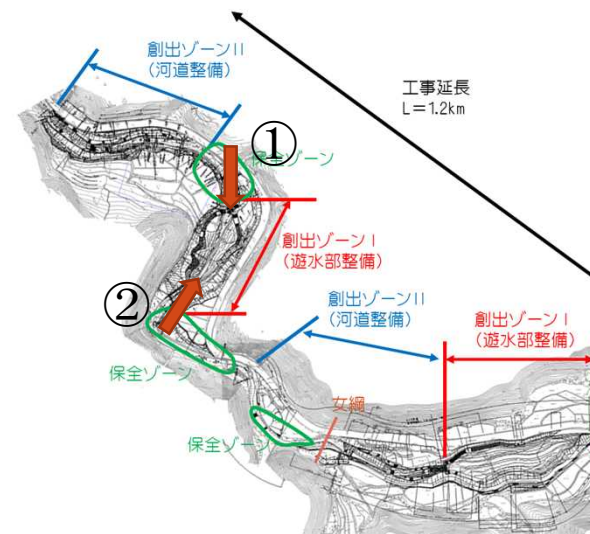 創出ゾーンⅡ
(河道整備)
工事延長
L=1.2km
①
保全ゾーン
創出ゾーンⅠ
(遊水部整備)
②
創出ゾーンⅡ
(河道整備)
創出ゾーンⅠ
(遊水部整備)
保全ゾーン
女綱
保全ゾーン